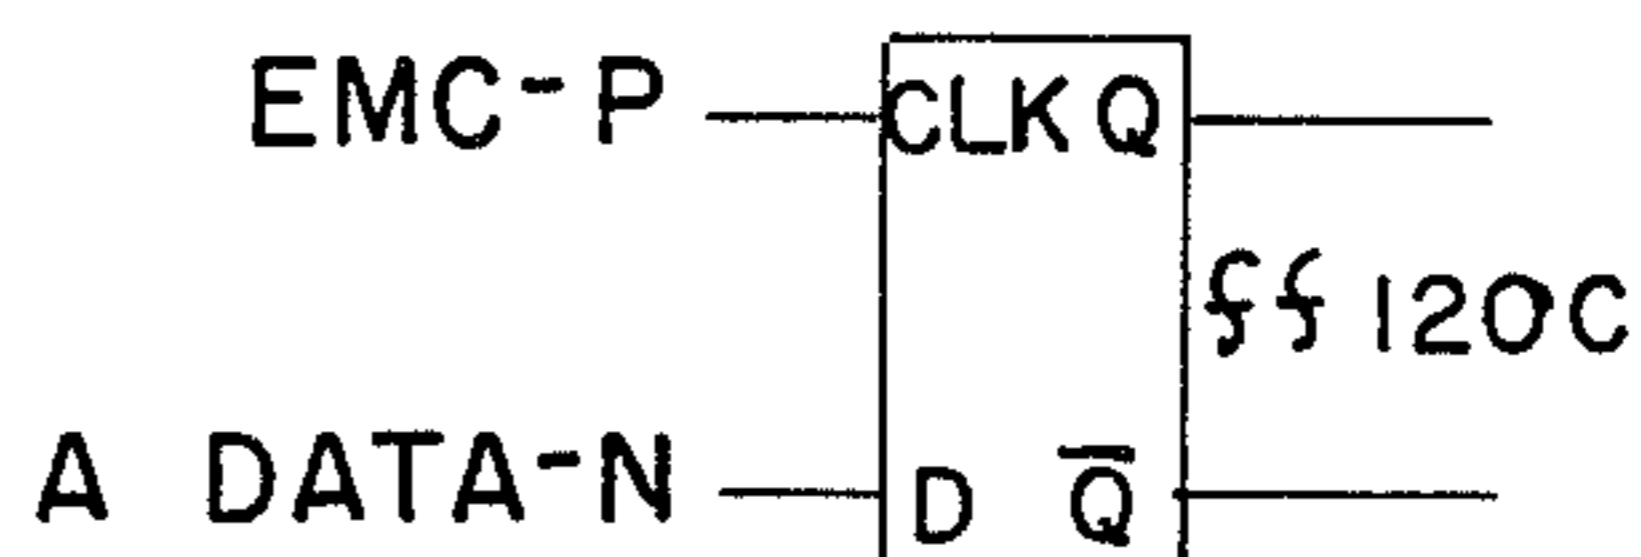 EMC-P CLK Q
ff 120C
A DATA-N D Q̅